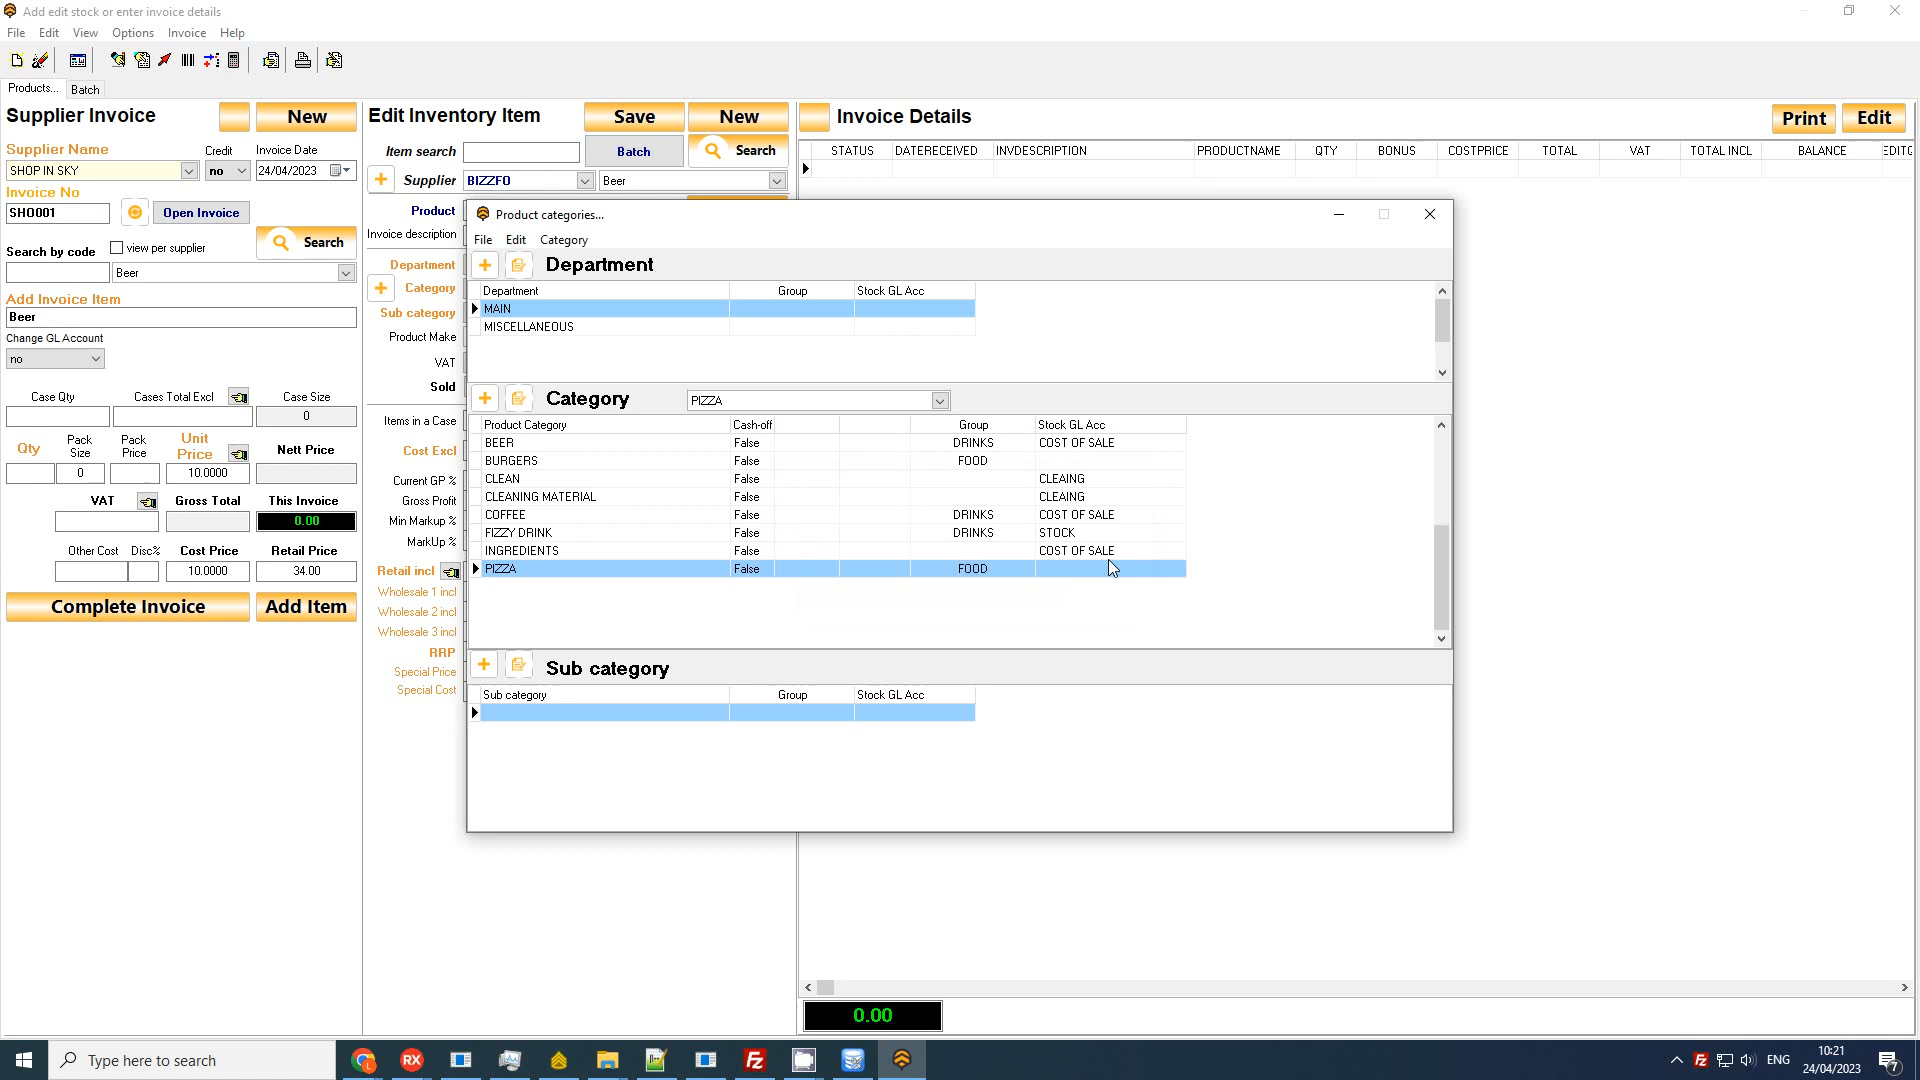 Add edit stock or enter invoice details
File Edit View Options Invoice Help
Products... Batch
Supplier Invoice New
Supplier Name Credit Invoice Date
SHOP IN SKY no 24/04/2023
Invoice No
SHO001 Open Invoice
Search by code view per supplier Search
Beer
Add Invoice Item
Beer
Change GL Account
no
Case Qty Cases Total Excl Case Size
0
Qty Pack Size Pack Price Unit Price Nett Price
0 10.0000
VAT Gross Total This Invoice
0.00
Other Cost Disc% Cost Price Retail Price
10.0000 34.00
Complete Invoice Add Item
Edit Inventory Item Save New
Item search Batch Search
Supplier BIZZFO Beer
Product
Invoice description
Department
Category
Sub category
Product Make
VAT
Sold
Items in a Case
Cost Excl
Current GP %
Gross Profit
Min Markup %
MarkUp %
Retail incl
Wholesale 1 incl
Wholesale 2 incl
Wholesale 3 incl
RRP
Special Price
Special Cost
Product categories...
File Edit Category
Department
Department Group Stock GL Acc
MAIN
MISCELLANEOUS
Category PIZZA
Product Category Cash-off Group Stock GL Acc
BEER False DRINKS COST OF SALE
BURGERS False FOOD
CLEAN False CLEAING
CLEANING MATERIAL False CLEAING
COFFEE False DRINKS COST OF SALE
FIZZY DRINK False DRINKS STOCK
INGREDIENTS False COST OF SALE
PIZZA False FOOD
Sub category
Sub category Group Stock GL Acc
Invoice Details Print Edit
STATUS DATERECEIVED INVDESCRIPTION PRODUCTNAME QTY BONUS COSTPRICE TOTAL VAT TOTAL INCL BALANCE
0.00
Type here to search
RX
FZ
ENG
10:21
24/04/2023
7